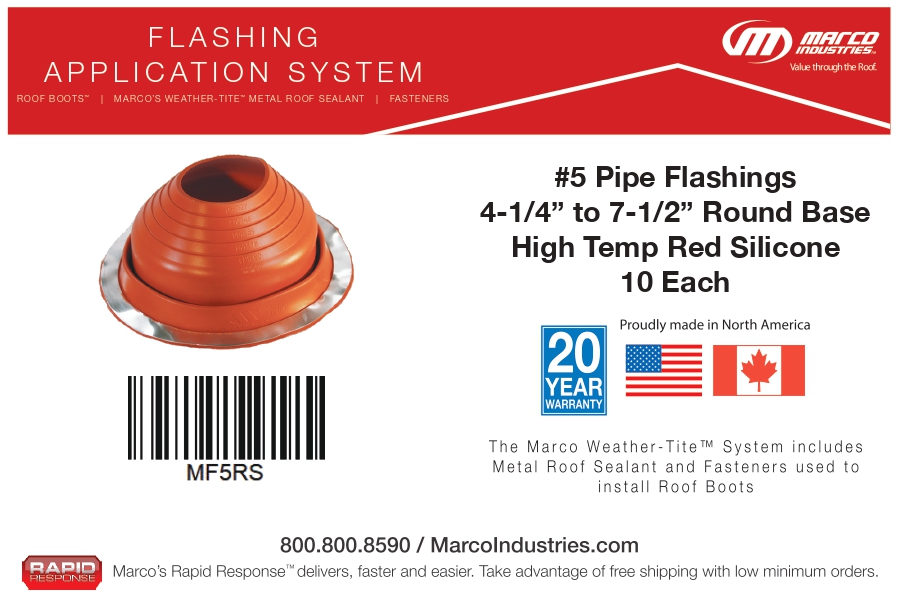 FLASHING
APPLICATION SYSTEM
ROOF BOOTS™ | MARCO'S WEATHER-TITE™ METAL ROOF SEALANT | FASTENERS
MARCO
INDUSTRIES™
Value through the Roof.
#5 Pipe Flashings
4-1/4” to 7-1/2” Round Base
High Temp Red Silicone
10 Each
Proudly made in North America
20
YEAR
WARRANTY
MF5RS
The Marco Weather-Tite™ System includes
Metal Roof Sealant and Fasteners used to
install Roof Boots
800.800.8590 / MarcoIndustries.com
RAPID
RESPONSE
Marco's Rapid Response™ delivers, faster and easier. Take advantage of free shipping with low minimum orders.